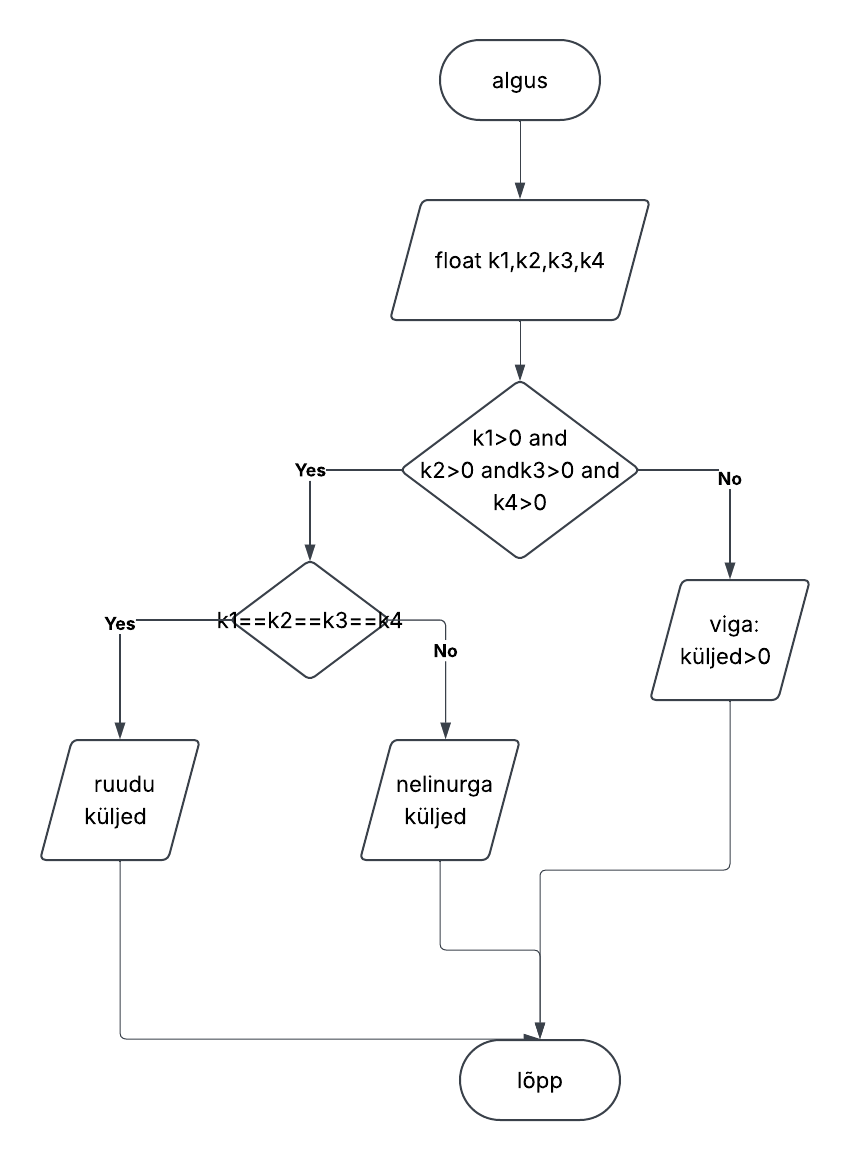 algus
float k1,k2,k3,k4
k1>0 and
k2>0 andk3>0 and
k4>0
Yes
No
k1==k2==k3==k4
Yes
No
viga:
küljed>0
ruudu
küljed
nelinurga
küljed
lõpp